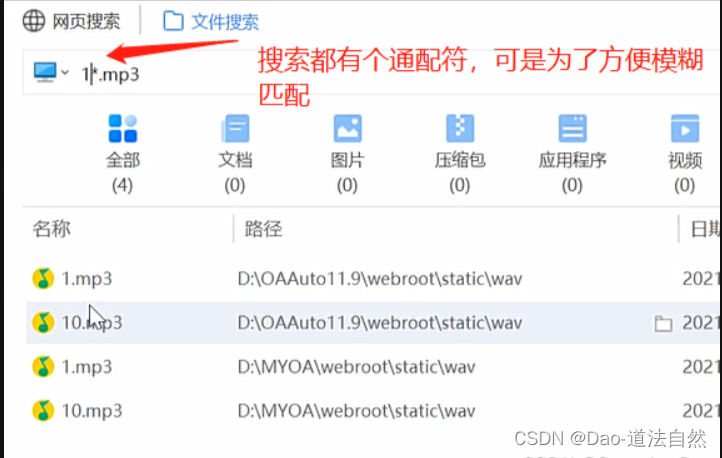 网页搜索 文件搜索
1*.mp3
搜索都有个通配符，可是为了方便模糊
匹配
全部 文档 图片 压缩包 应用程序 视频
(4) (0) (0) (0) (0) (0)
名称 路径 日期
1.mp3 D:\OAAuto11.9\webroot\static\wav 2021
10.mp3 D:\OAAuto11.9\webroot\static\wav 2021
1.mp3 D:\MYOA\webroot\static\wav 2021
10.mp3 D:\MYOA\webroot\static\wav 2021
CSDN @Dao-道法自然